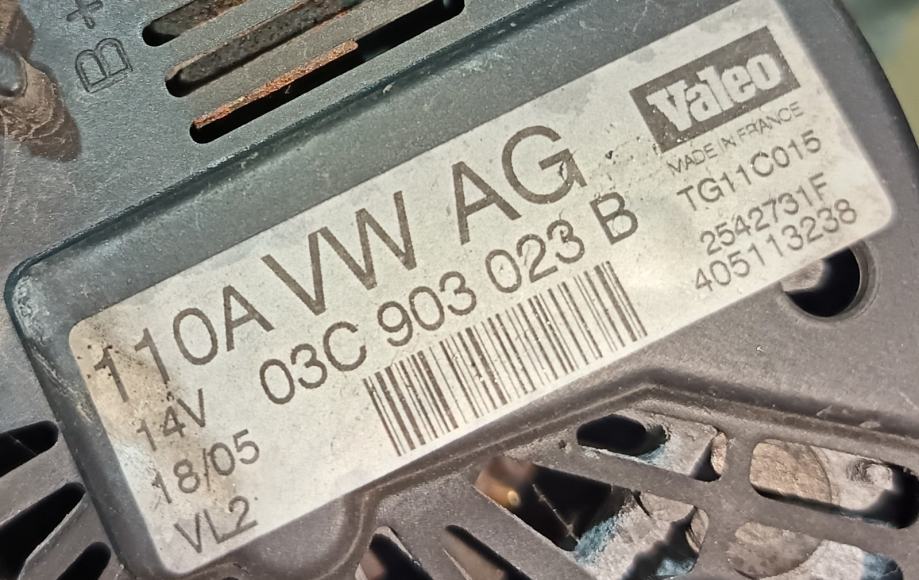 B+
Valeo
MADE IN FRANCE
TG11C015
2542731F
405113238
110A VW AG
03C 903 023 B
14V
18/05
VL2